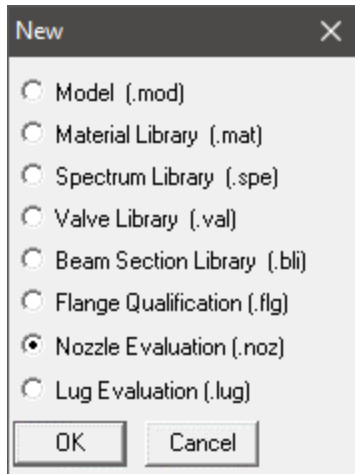 New
Model (.mod)
Material Library (.mat)
Spectrum Library (.spe)
Valve Library (.val)
Beam Section Library (.bli)
Flange Qualification (.flg)
Nozzle Evaluation (.noz)
Lug Evaluation (.lug)
OK Cancel